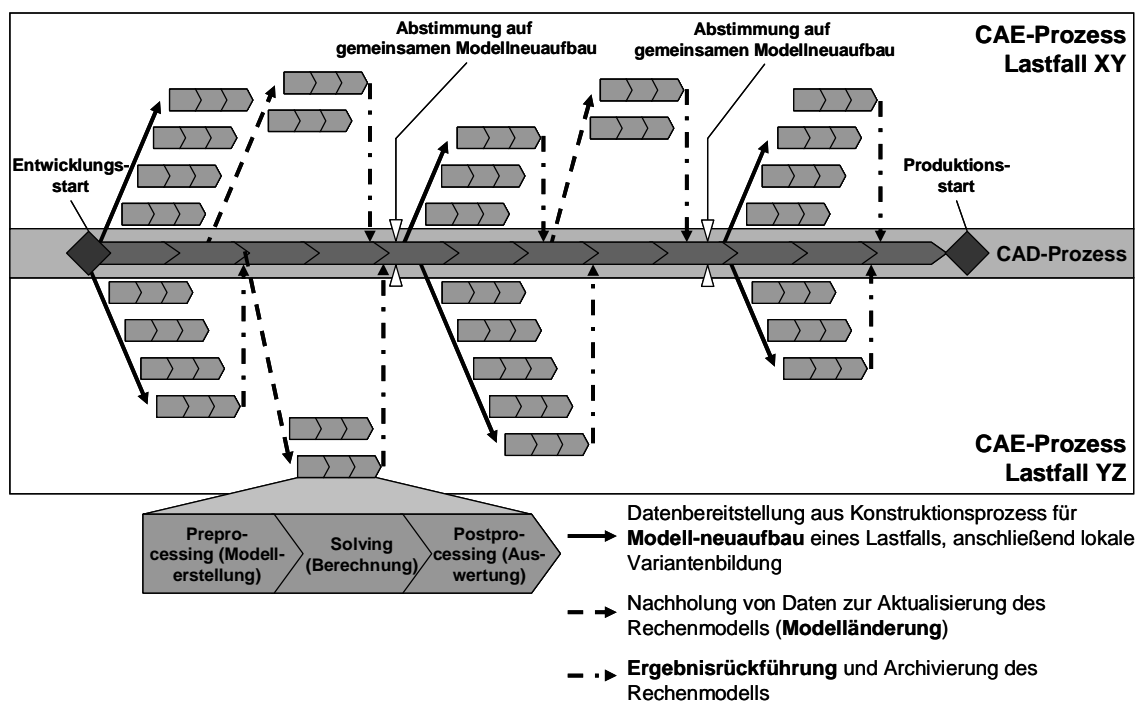 Abstimmung auf
gemeinsamen Modellneuaufbau
Abstimmung auf
gemeinsamen Modellneuaufbau
CAE-Prozess
Lastfall XY
Entwicklungs-
start
Produktions-
start
CAD-Prozess
CAE-Prozess
Lastfall YZ
Prepro-
cessing (Modell-
erstellung)
Solving
(Berechnung)
Postpro-
cessing (Aus-
wertung)
Datenbereitstellung aus Konstruktionsprozess für
Modell-neuaufbau eines Lastfalls, anschließend lokale
Variantenbildung
Nachholung von Daten zur Aktualisierung des
Rechenmodells (Modelländerung)
Ergebnisrückführung und Archivierung des
Rechenmodells